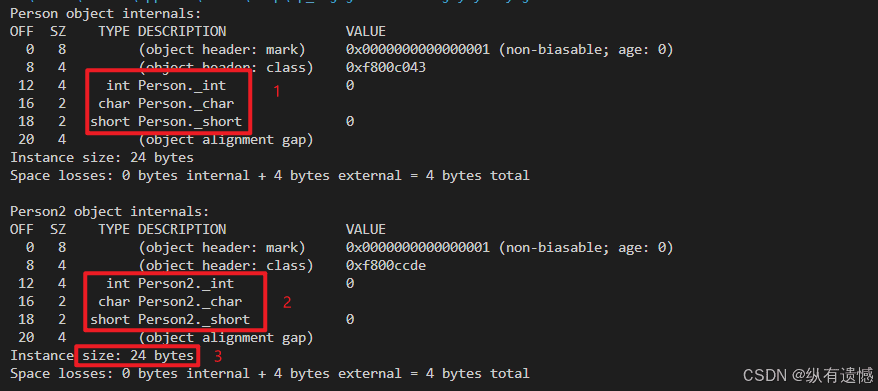 Person object internals:
OFF SZ TYPE DESCRIPTION VALUE
0 8 (object header: mark) 0x0000000000000001 (non-biasable; age: 0)
8 4 (object header: class) 0xf800c043
12 4 int Person._int 0
16 2 char Person._char
18 2 short Person._short 0
20 4 (object alignment gap)
Instance size: 24 bytes
Space losses: 0 bytes internal + 4 bytes external = 4 bytes total
1
Person2 object internals:
OFF SZ TYPE DESCRIPTION VALUE
0 8 (object header: mark) 0x0000000000000001 (non-biasable; age: 0)
8 4 (object header: class) 0xf800ccde
12 4 int Person2._int 0
16 2 char Person2._char 2
18 2 short Person2._short 0
20 4 (object alignment gap)
Instance size: 24 bytes 3
Space losses: 0 bytes internal + 4 bytes external = 4 bytes total
CSDN @纵有遗憾